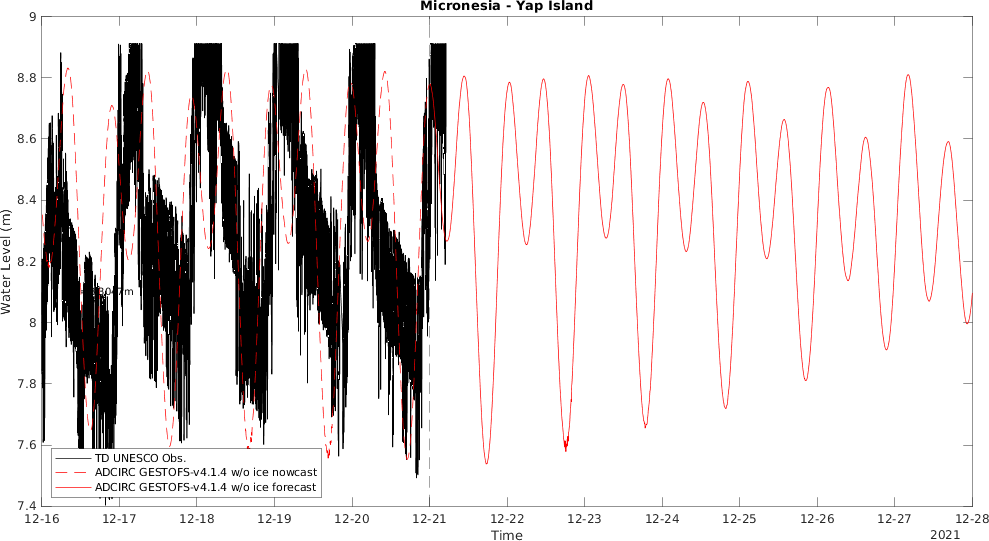 Micronesia - Yap Island
Water Level (m)
9
8.8
8.6
8.4
8.2
8
7.8
7.6
7.4
TD UNESCO Obs.
ADCIRC GESTOFS-v4.1.4 w/o ice nowcast
ADCIRC GESTOFS-v4.1.4 w/o ice forecast
12-16 12-17 12-18 12-19 12-20 12-21 12-22 12-23 12-24 12-25 12-26 12-27 12-28
Time
2021